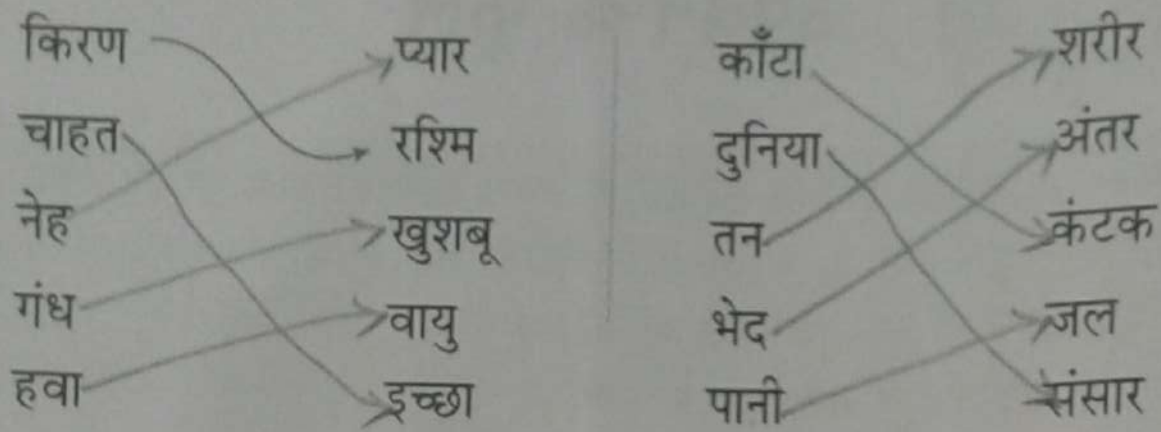 किरण प्यार काँटा शरीर
चाहत रश्मि दुनिया अंतर
नेह खुशबू तन कंटक
गंध वायु भेद जल
हवा इच्छा पानी संसार